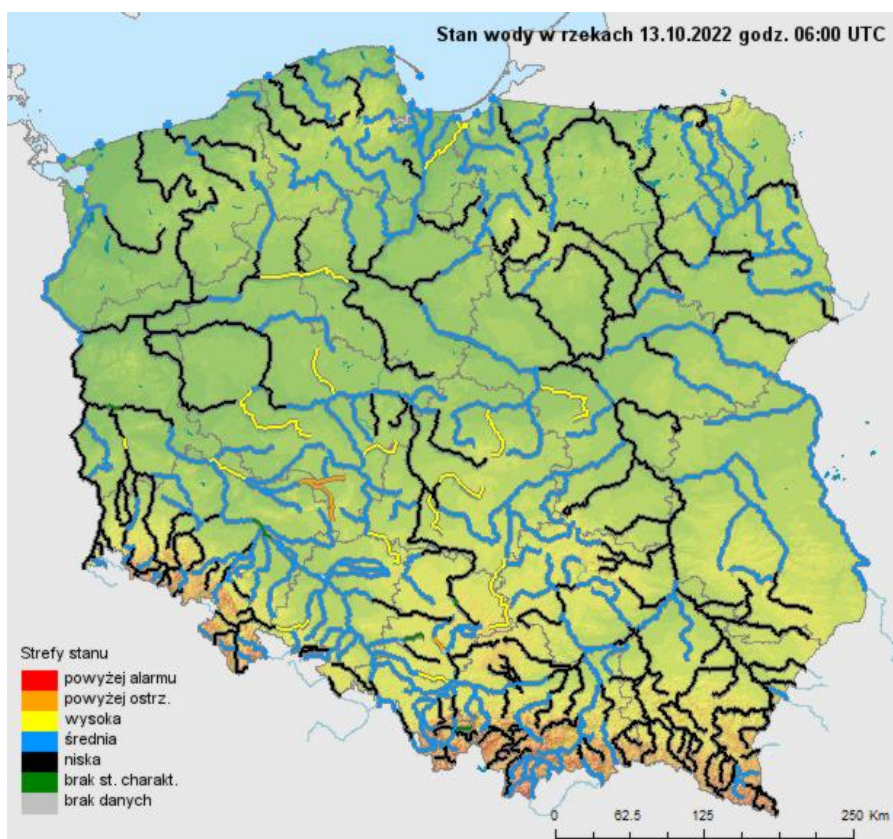 Stan wody w rzekach 13.10.2022 godz. 06:00 UTC
Strefy stanu
powyżej alarmu
powyżej ostrz.
wysoka
średnia
niska
brak st. charakt.
brak danych
0 62.5 125 250 Km